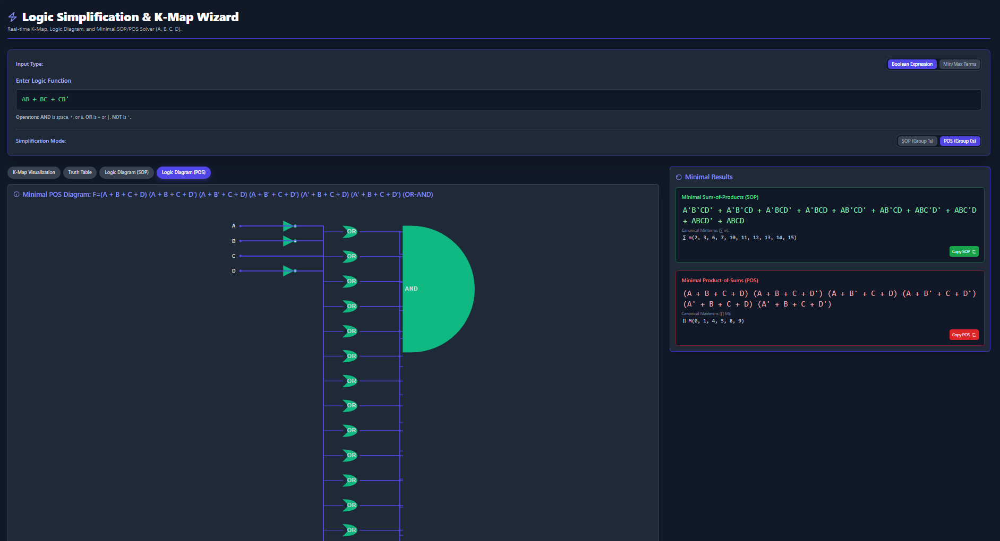 Logic Simplification & K-Map Wizard
Real-time K-Map, Logic Diagram, and Minimal SOP/POS Solver (A, B, C, D).
Input Type:
Boolean Expression
Min/Max Terms
Enter Logic Function
AB + BC + CB'
Operators: AND is space, *, or &. OR is + or |. NOT is '.
Simplification Mode:
SOP (Group 1s)
POS (Group 0s)
K-Map Visualization
Truth Table
Logic Diagram (SOP)
Logic Diagram (POS)
Minimal POS Diagram: F=(A + B + C + D) (A + B + C + D') (A + B' + C + D) (A + B' + C + D') (A' + B + C + D) (A' + B + C + D') (OR-AND)
A
B
C
D
OR
OR
OR
OR
OR
OR
OR
OR
OR
OR
OR
OR
OR
AND
Minimal Results
Minimal Sum-of-Products (SOP)
A'B'CD' + A'B'CD + A'BCD' + A'BCD + AB'CD' + AB'CD + ABC'D' + ABC'D
+ ABCD' + ABCD
Canonical Minterms (∑ m):
Σ m(2, 3, 6, 7, 10, 11, 12, 13, 14, 15)
Copy SOP
Minimal Product-of-Sums (POS)
(A + B + C + D) (A + B + C + D') (A + B' + C + D) (A + B' + C + D')
(A' + B + C + D) (A' + B + C + D')
Canonical Maxterms (∏ M):
Π M(0, 1, 4, 5, 8, 9)
Copy POS